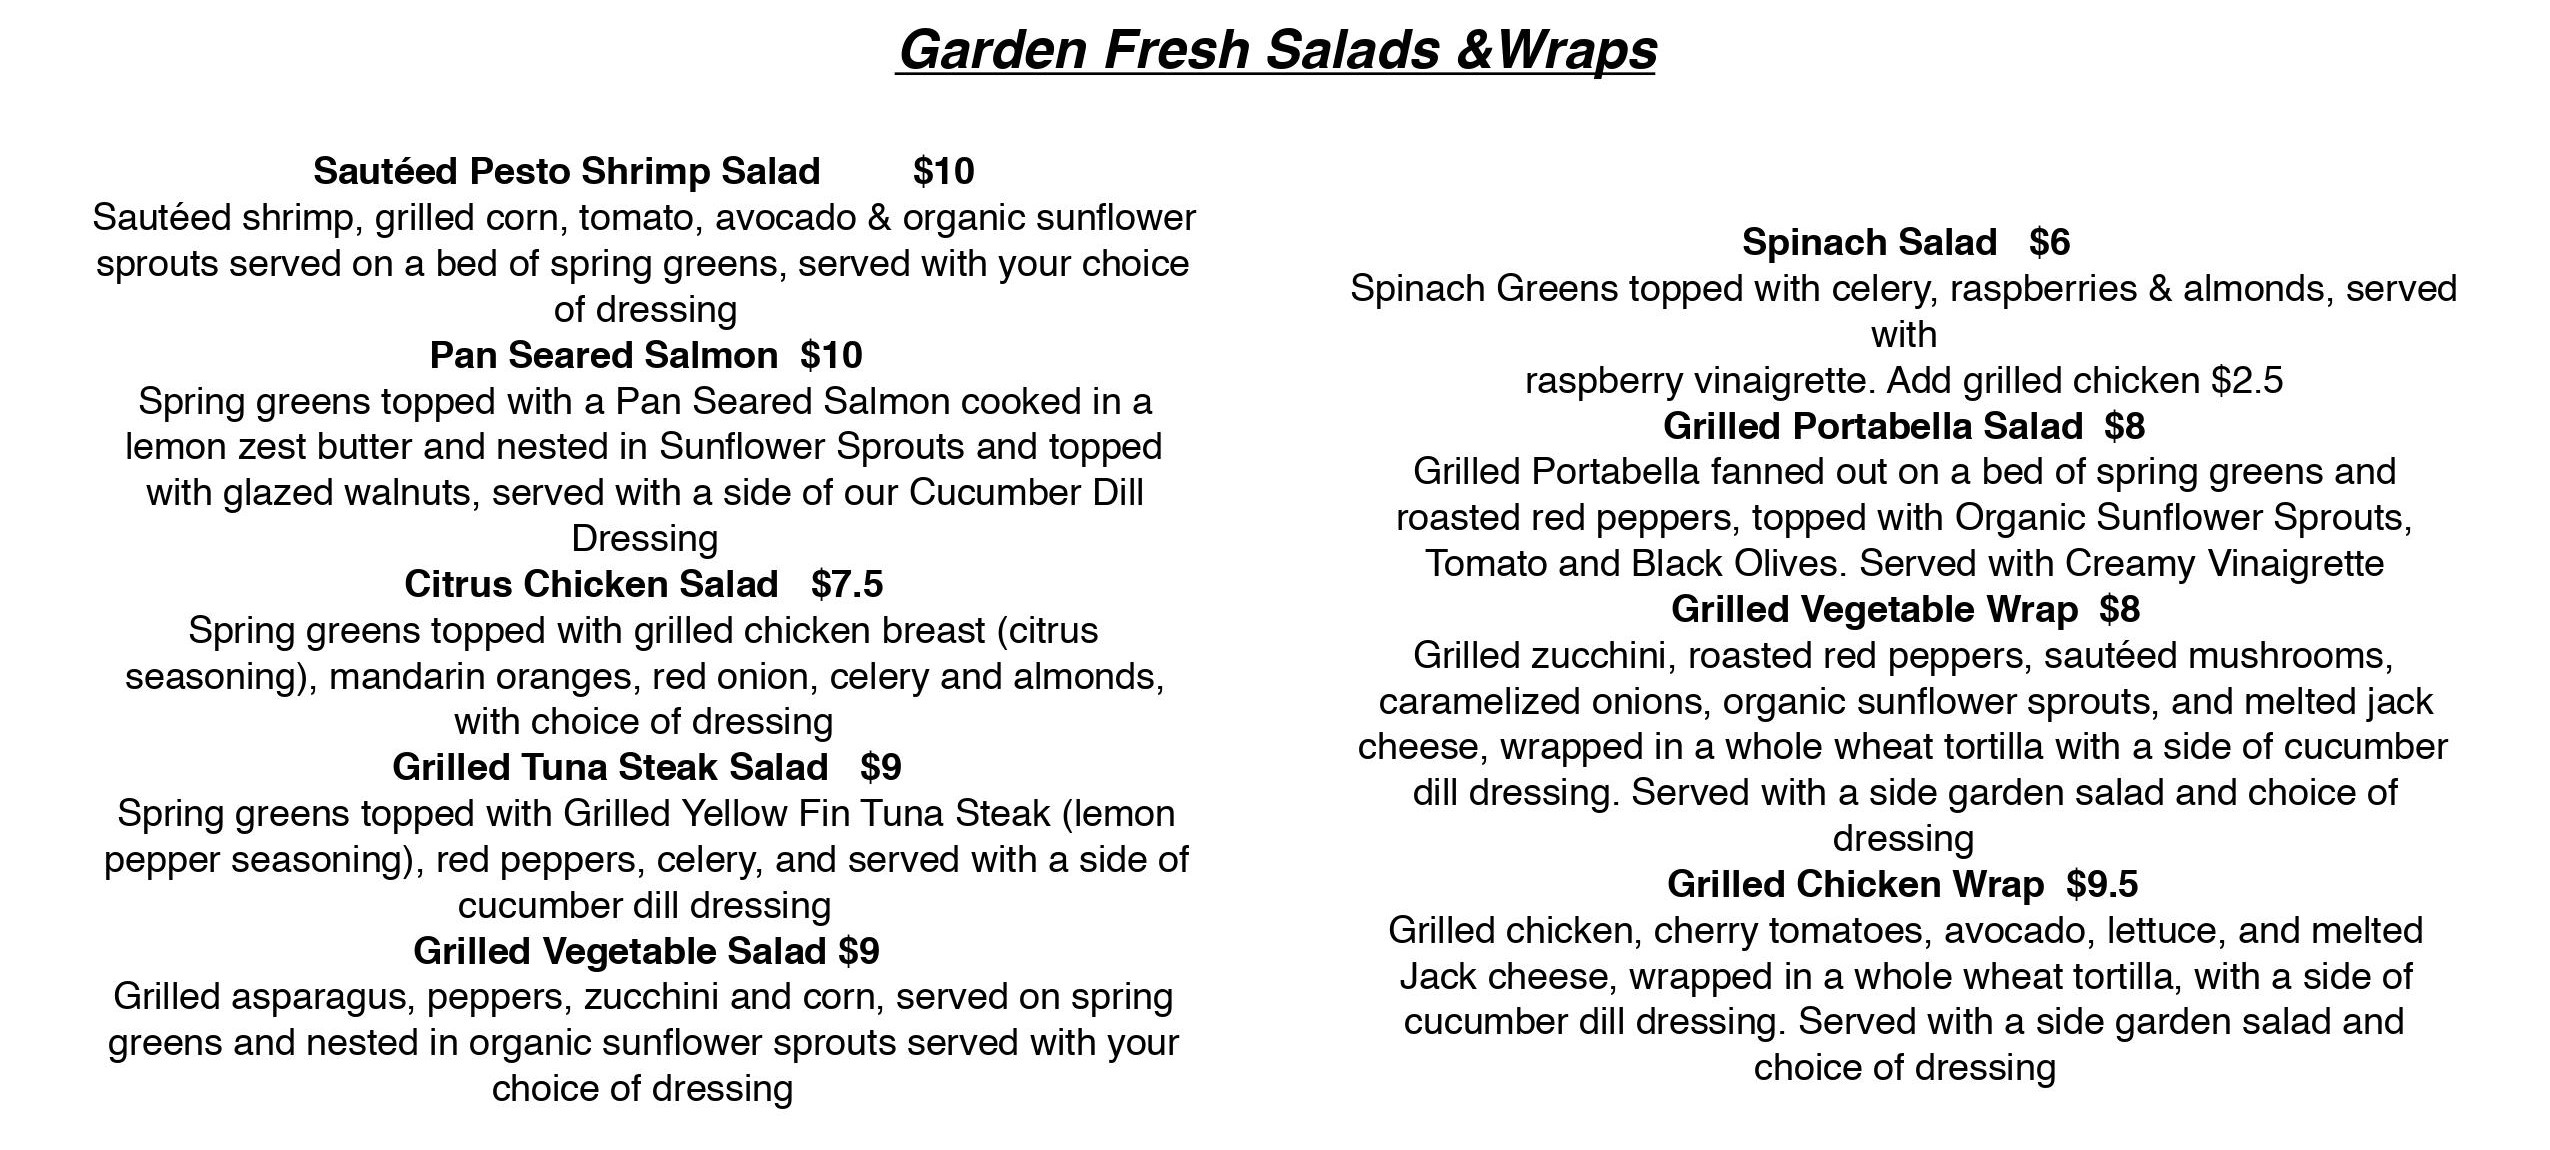 Garden Fresh Salads &Wraps
Sautéed Pesto Shrimp Salad $10
Sautéed shrimp, grilled corn, tomato, avocado & organic sunflower
sprouts served on a bed of spring greens, served with your choice
of dressing
Pan Seared Salmon $10
Spring greens topped with a Pan Seared Salmon cooked in a
lemon zest butter and nested in Sunflower Sprouts and topped
with glazed walnuts, served with a side of our Cucumber Dill
Dressing
Citrus Chicken Salad $7.5
Spring greens topped with grilled chicken breast (citrus
seasoning), mandarin oranges, red onion, celery and almonds,
with choice of dressing
Grilled Tuna Steak Salad $9
Spring greens topped with Grilled Yellow Fin Tuna Steak (lemon
pepper seasoning), red peppers, celery, and served with a side of
cucumber dill dressing
Grilled Vegetable Salad $9
Grilled asparagus, peppers, zucchini and corn, served on spring
greens and nested in organic sunflower sprouts served with your
choice of dressing
Spinach Salad $6
Spinach Greens topped with celery, raspberries & almonds, served
with
raspberry vinaigrette. Add grilled chicken $2.5
Grilled Portabella Salad $8
Grilled Portabella fanned out on a bed of spring greens and
roasted red peppers, topped with Organic Sunflower Sprouts,
Tomato and Black Olives. Served with Creamy Vinaigrette
Grilled Vegetable Wrap $8
Grilled zucchini, roasted red peppers, sautéed mushrooms,
caramelized onions, organic sunflower sprouts, and melted jack
cheese, wrapped in a whole wheat tortilla with a side of cucumber
dill dressing. Served with a side garden salad and choice of
dressing
Grilled Chicken Wrap $9.5
Grilled chicken, cherry tomatoes, avocado, lettuce, and melted
Jack cheese, wrapped in a whole wheat tortilla, with a side of
cucumber dill dressing. Served with a side garden salad and
choice of dressing